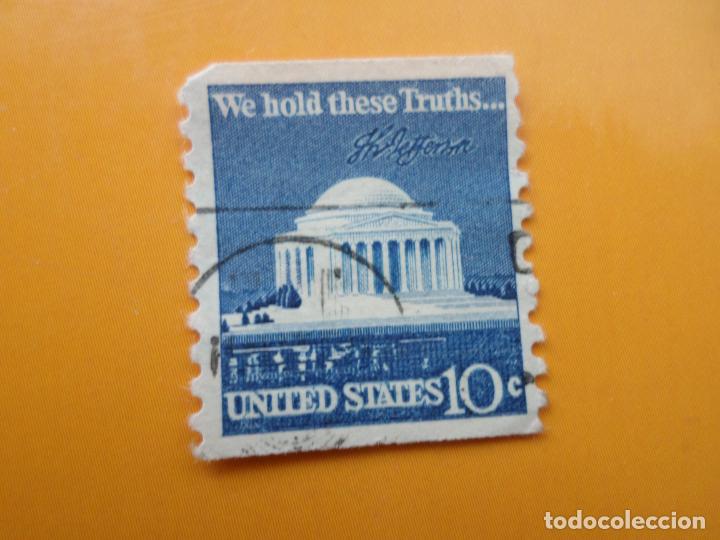 We hold these Truths...
Th Jefferson
UNITED STATES 10c
todocoleccion